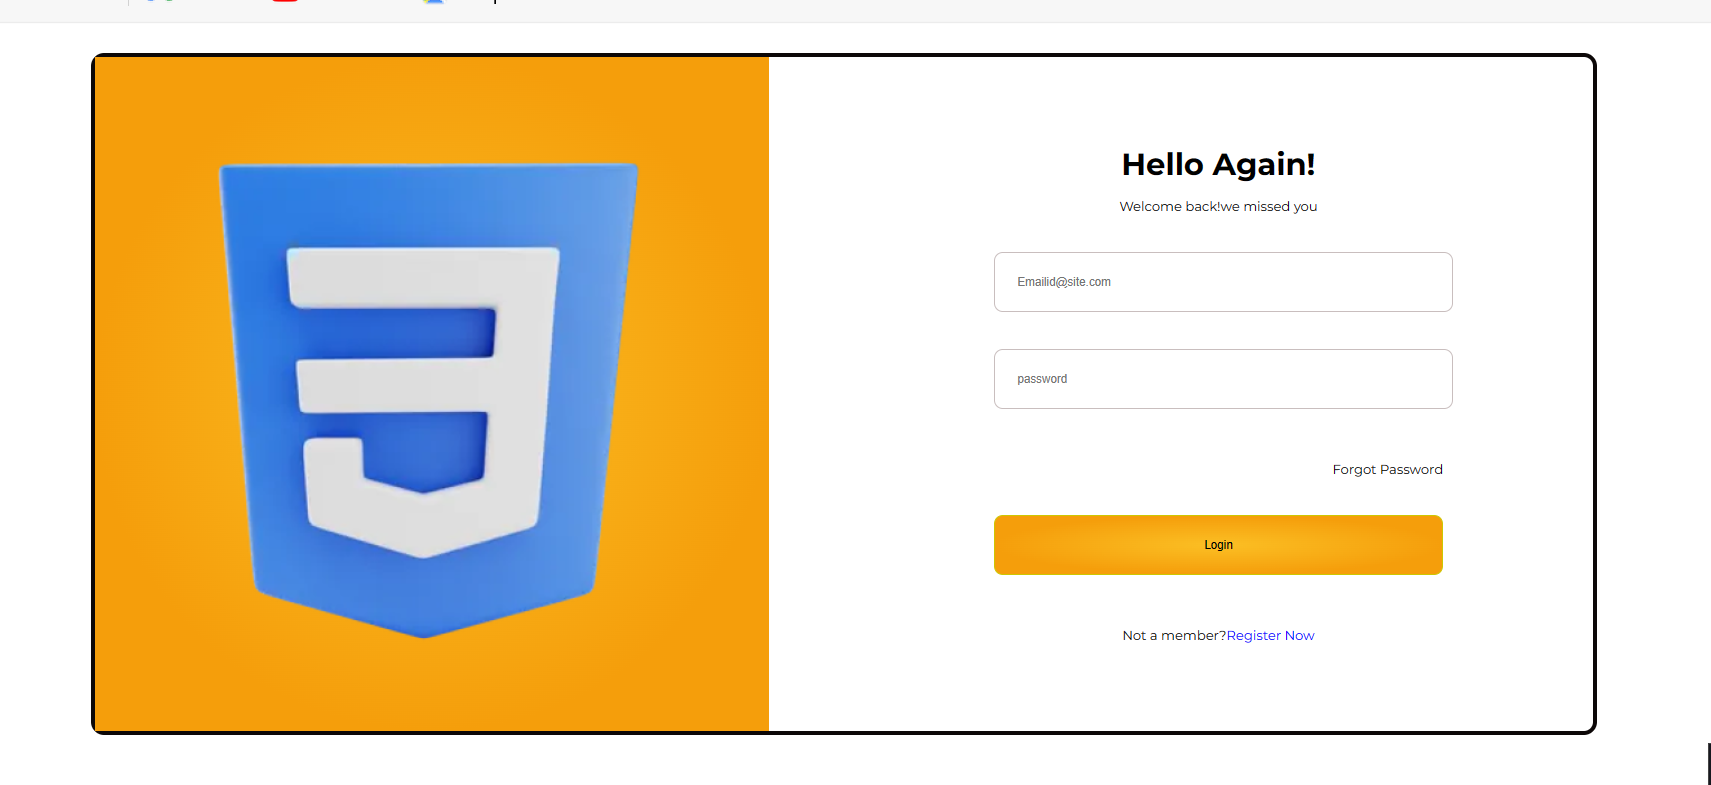 Hello Again!
Welcome back!we missed you
Emailid@site.com
password
Forgot Password
Login
Not a member?Register Now